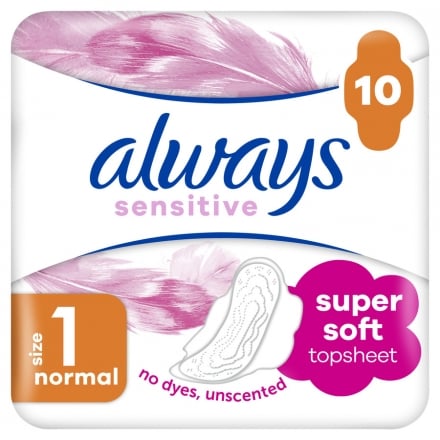 10
always
sensitive
size 1
normal
no dyes, unscented
super
soft
topsheet